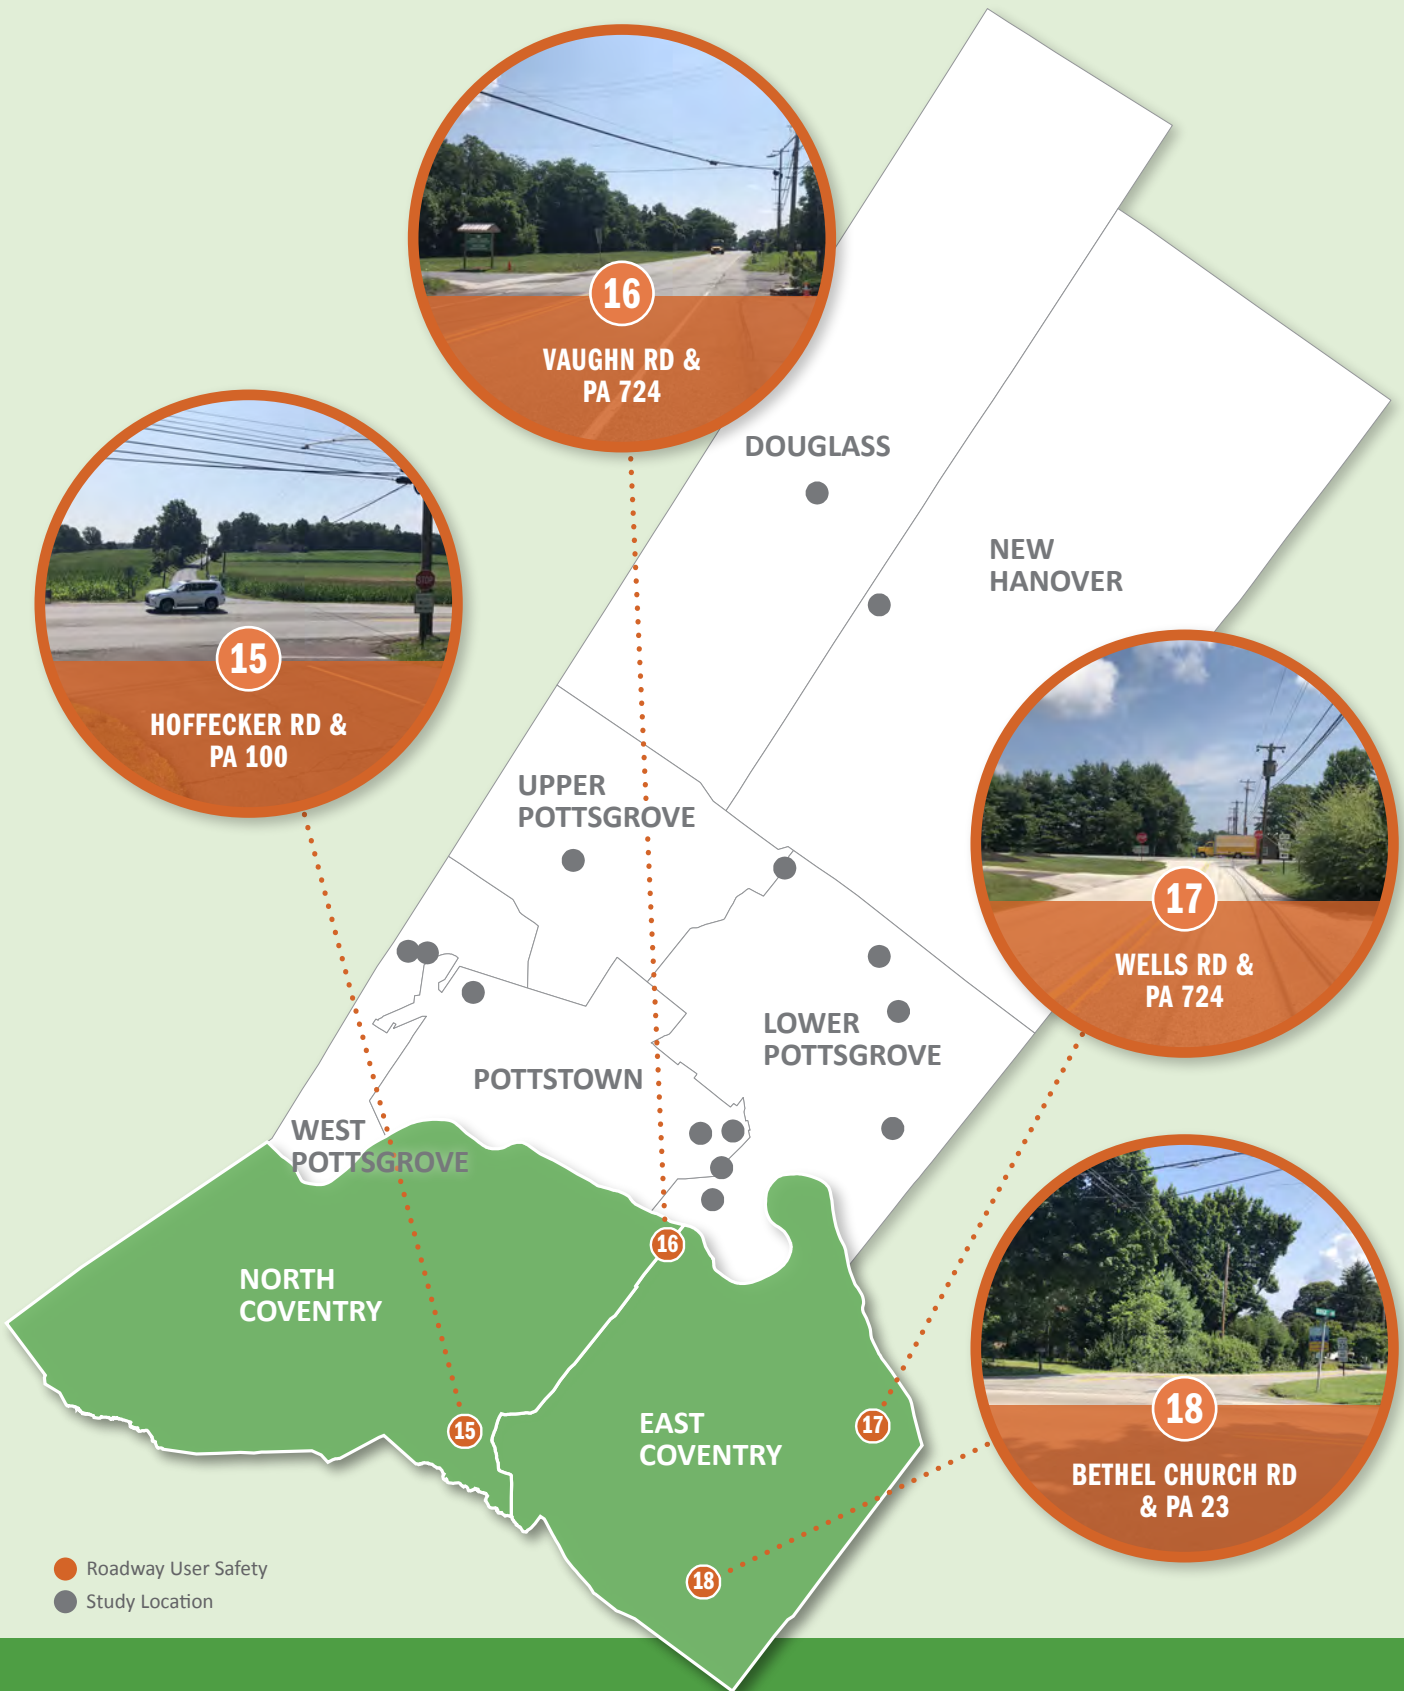 16
VAUGHN RD &
PA 724
DOUGLASS
NEW
HANOVER
STOP
15
HOFFECKER RD &
PA 100
UPPER
POTTSGROVE
17
WELLS RD &
PA 724
LOWER
POTTSGROVE
POTTSTOWN
WEST
POTTSGROVE
16
NORTH
COVENTRY
15
EAST
COVENTRY
17
18
BETHEL CHURCH RD
& PA 23
18
Roadway User Safety
Study Location